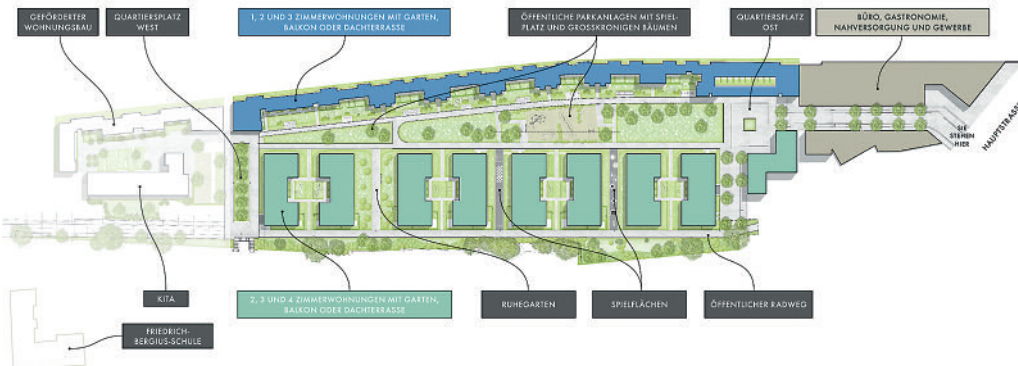 GEFÖRDERTER
WOHNUNGSBAU
QUARTIERSPLATZ
WEST
1, 2 UND 3 ZIMMERWOHNUNGEN MIT GARTEN,
BALKON ODER DACHTERRASSE
ÖFFENTLICHE PARKANLAGEN MIT SPIEL-
PLATZ UND GROSSKRONIGEN BÄUMEN
QUARTIERSPLATZ
OST
BÜRO, GASTRONOMIE,
NAHVERSORGUNG UND GEWERBE
SIE
STEHEN
HIER
HAUPTSTRASSE
KITA
2, 3 UND 4 ZIMMERWOHNUNGEN MIT GARTEN,
BALKON ODER DACHTERRASSE
RUHEGARTEN
SPIELFLÄCHEN
ÖFFENTLICHER RADWEG
FRIEDRICH-
BERGIUS-SCHULE